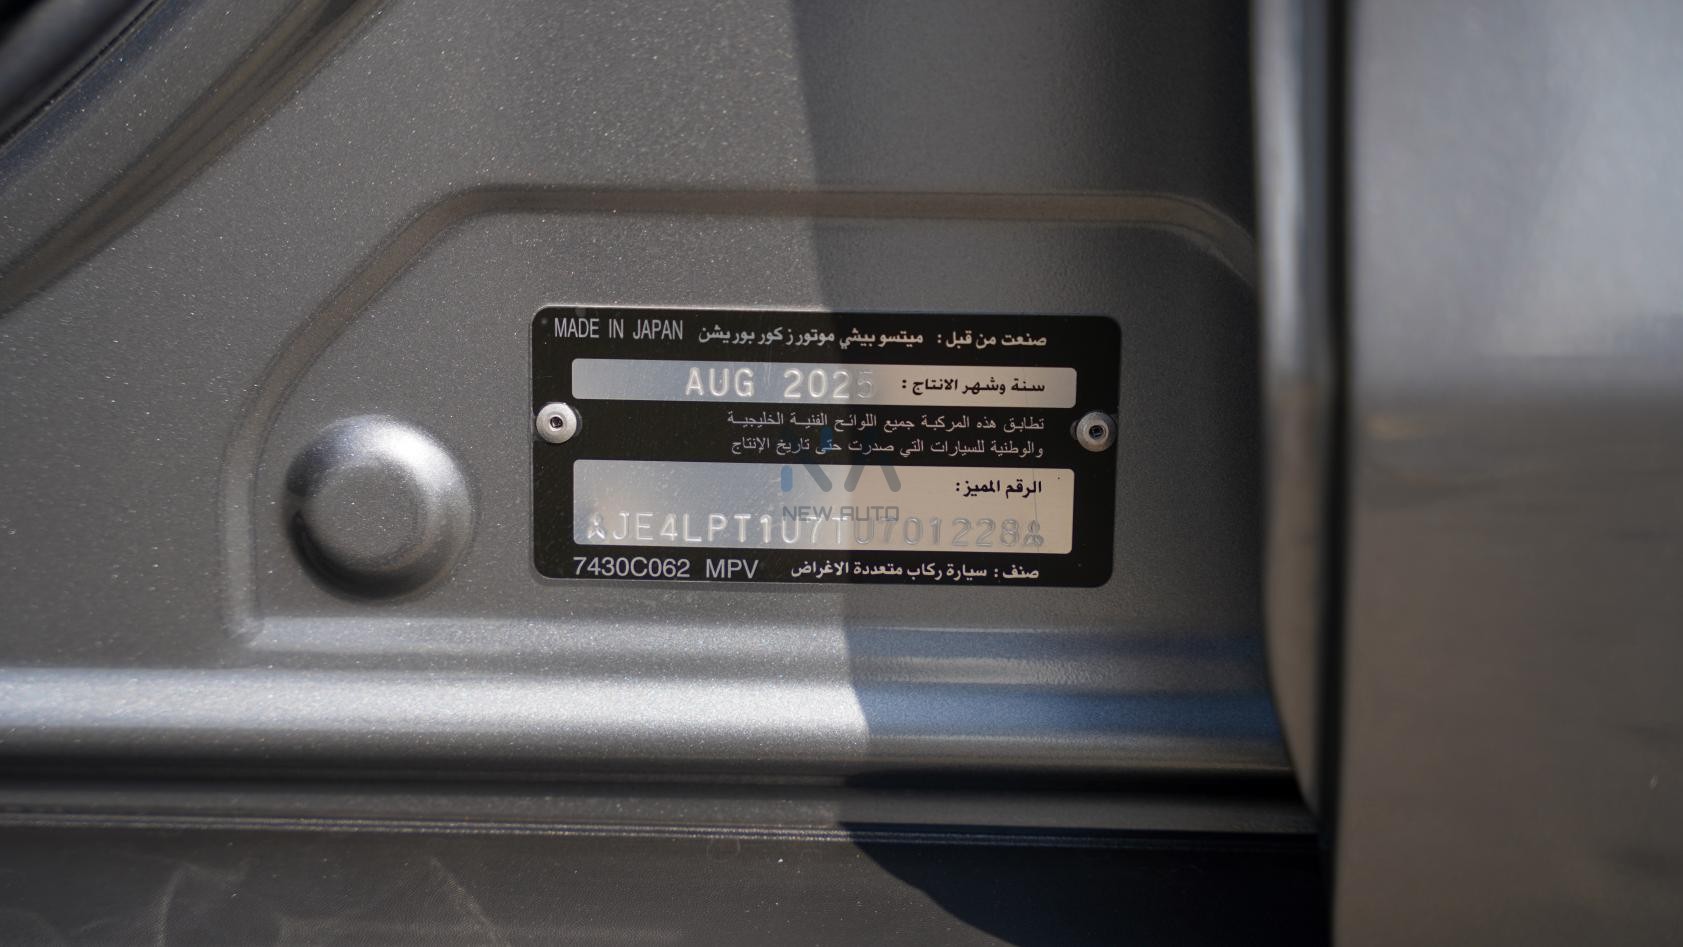 صنعت من قبل: ميتسوبيشي موتورز كوربوريشن MADE IN JAPAN
سنة وشهر الانتاج: AUG 2025
تطابق هذه المركبة جميع اللوائح الفنية الخليجية
والوطنية للسيارات التي صدرت حتى تاريخ الإنتاج
الرقم المميز:
NEW AUTO
JE4LPT1U7TU701228
صنف: سيارة ركاب متعددة الاغراض 7430C062 MPV